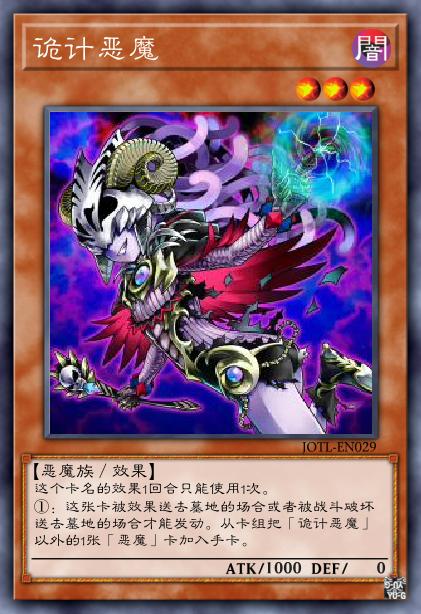 诡计恶魔
闇
JOTL-EN029
【恶魔族／效果】
这个卡名的效果1回合只能使用1次。
①：这张卡被效果送去墓地的场合或者被战斗破坏
送去墓地的场合才能发动。从卡组把「诡计恶魔」
以外的1张「恶魔」卡加入手卡。
ATK/1000 DEF/ 0